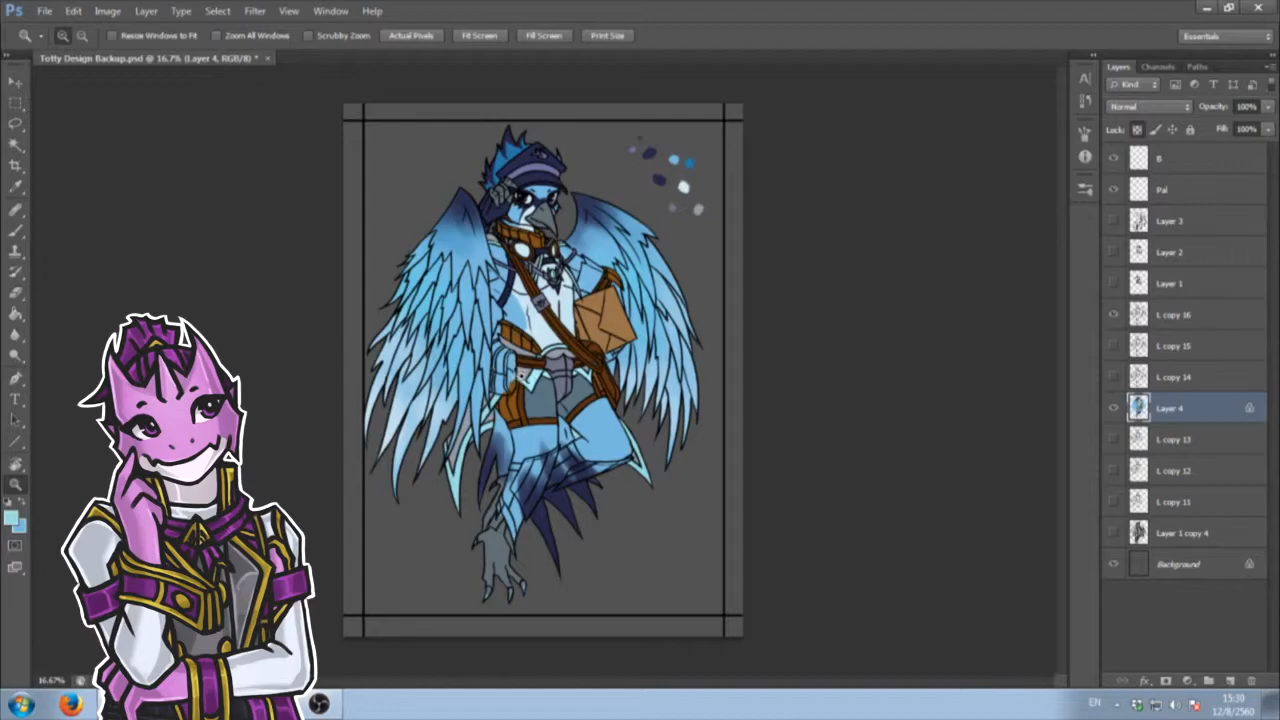 Ps File Edit Image Layer Type Select Filter View Window Help
Resize Windows to Fit Zoom All Windows Scrubby Zoom Actual Pixels Fit Screen Fill Screen Print Size Essentials
Totty Design Backup.psd @ 16.7% (Layer 4, RGB/8) * ×
Layers Channels Paths
Kind
Normal Opacity: 100%
Lock: Fill: 100%
Pal
Layer 3
Layer 2
Layer 1
L copy 16
L copy 15
L copy 14
Layer 4
L copy 13
L copy 12
L copy 11
Layer 1 copy 4
Background
16.67%
EN 15:30
12/8/2560